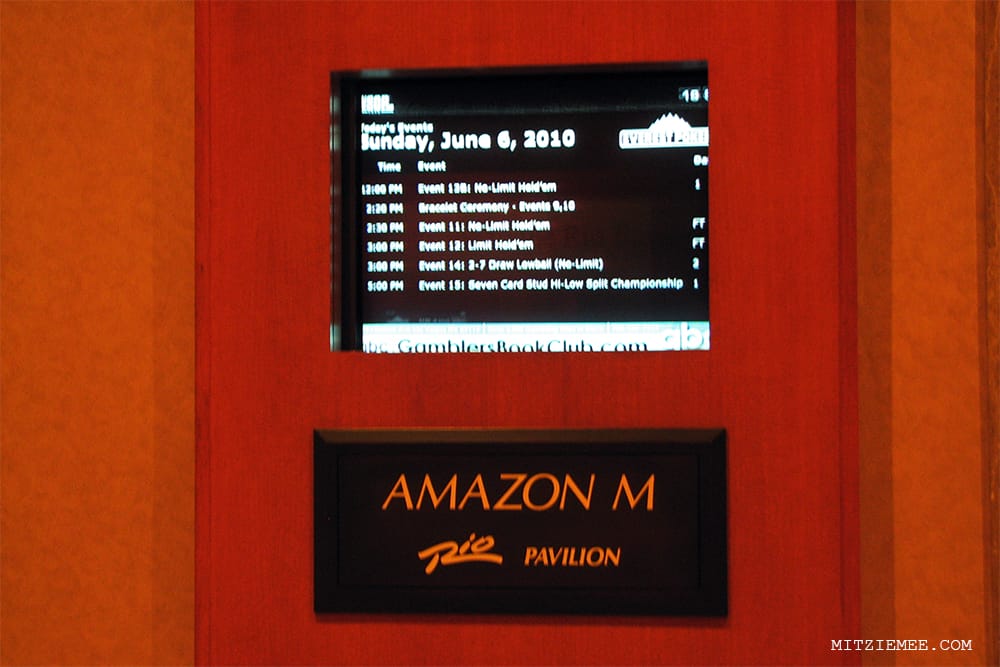 Today's Events
Sunday, June 6, 2010
Time Event
12:00 PM Event 13B: No-Limit Hold'em 1
2:20 PM Bracelet Ceremony - Events 9,10
2:30 PM Event 11: No-Limit Hold'em FT
3:00 PM Event 12: Limit Hold'em FT
3:00 PM Event 14: 2-7 Draw Lowball (No-Limit) 2
5:00 PM Event 15: Seven Card Stud Hi-Low Split Championship 1
GamblersBookClub.com
AMAZON M
Rio PAVILION
MITZIEMEE.COM